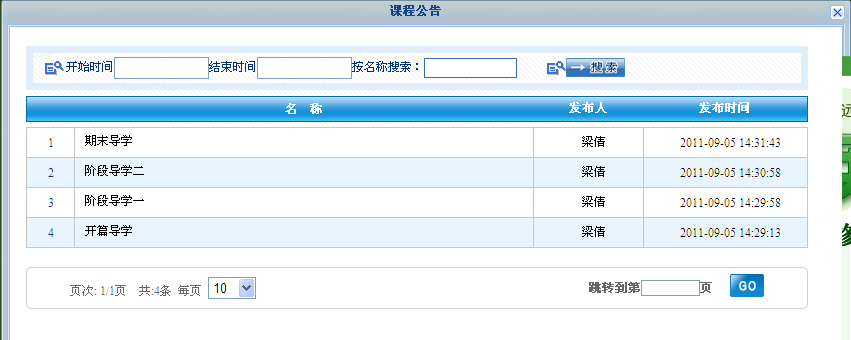 课程公告
开始时间 结束时间 按名称搜索： 搜索
名 称 发布人 发布时间
1 期末导学 梁倩 2011-09-05 14:31:43
2 阶段导学二 梁倩 2011-09-05 14:30:58
3 阶段导学一 梁倩 2011-09-05 14:29:58
4 开篇导学 梁倩 2011-09-05 14:29:13
页次: 1/1页 共:4条 每页 10 跳转到第 页 GO
远